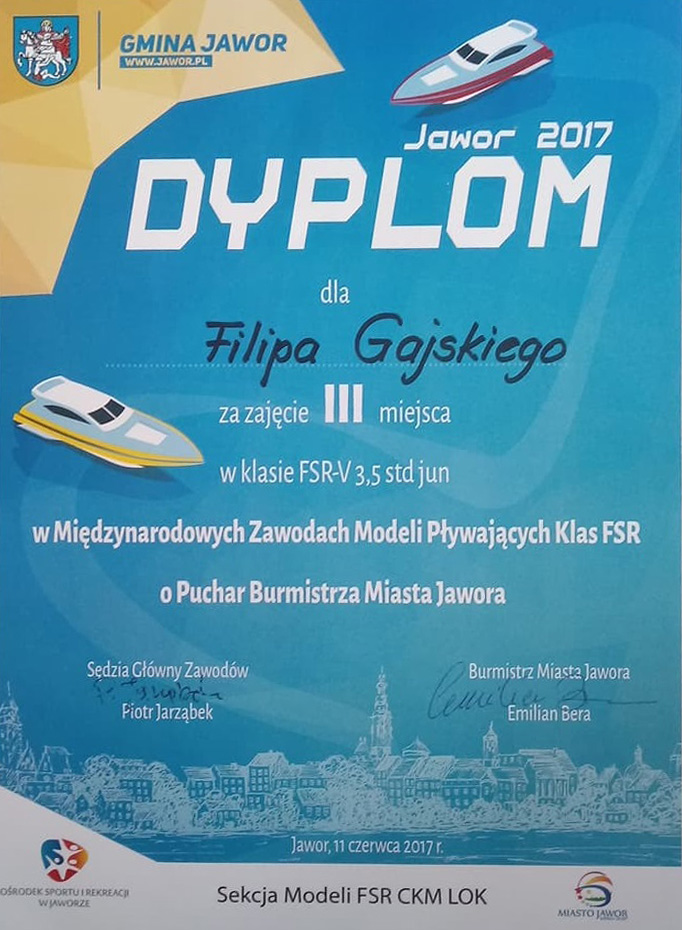 GMINA JAWOR
WWW.JAWOR.PL
Jawor 2017
DYPLOM
dla
Filipa Gajskiego
za zajęcie III miejsca
w klasie FSR-V 3,5 std jun
w Międzynarodowych Zawodach Modeli Pływających Klas FSR
o Puchar Burmistrza Miasta Jawora
Sędzia Główny Zawodów
Piotr Jarząbek
Burmistrz Miasta Jawora
Emilian Bera
Jawor, 11 czerwca 2017 r.
OŚRODEK SPORTU I REKREACJI
W JAWORZE
Sekcja Modeli FSR CKM LOK
MIASTO JAWOR